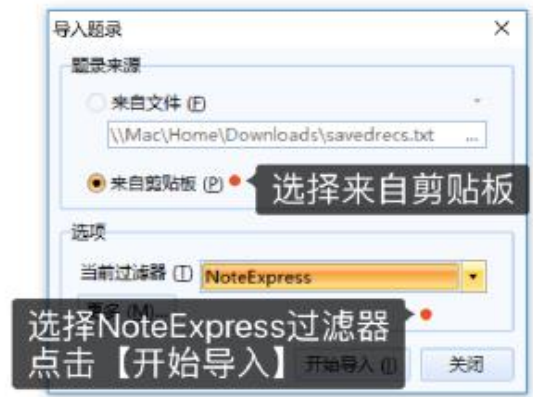 导入题录
题录来源
来自文件 (F)
\\Mac\Home\Downloads\savedrecs.txt ...
来自剪贴板 (P)
选择来自剪贴板
选项
当前过滤器 (I) NoteExpress
更多 (M)...
选择NoteExpress过滤器
点击【开始导入】
开始导入 (I)
关闭